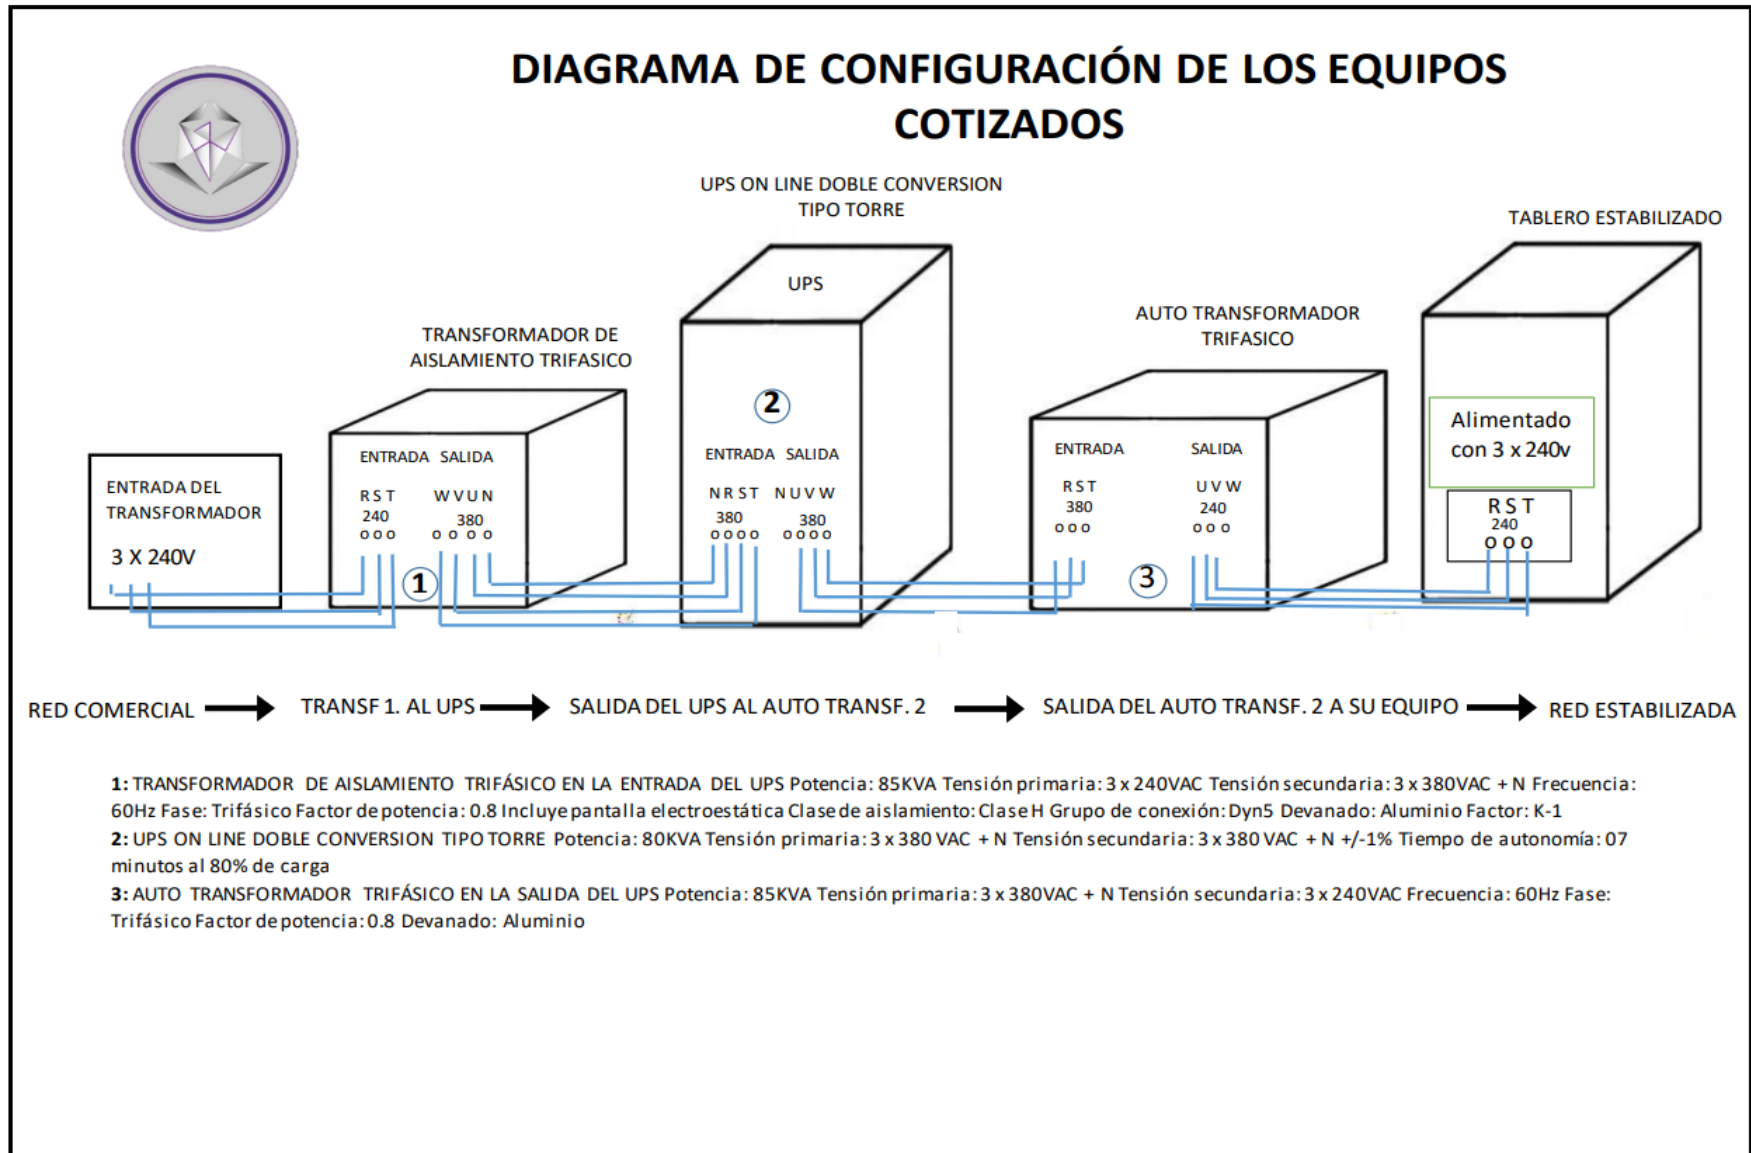 DIAGRAMA DE CONFIGURACIÓN DE LOS EQUIPOS
COTIZADOS
UPS ON LINE DOBLE CONVERSION
TIPO TORRE
TABLERO ESTABILIZADO
UPS
AUTO TRANSFORMADOR
TRIFASICO
TRANSFORMADOR DE
AISLAMIENTO TRIFASICO
ENTRADA DEL
TRANSFORMADOR
3 X 240V
ENTRADA SALIDA
R S T W V U N
240 380
o o o o o o o
1
2
ENTRADA SALIDA
N R S T N U V W
380 380
o o o o o o o o
ENTRADA SALIDA
R S T U V W
380 240
o o o o o o
3
Alimentado
con 3 x 240v
R S T
240
o o o
RED COMERCIAL TRANSF 1. AL UPS SALIDA DEL UPS AL AUTO TRANSF. 2 SALIDA DEL AUTO TRANSF. 2 A SU EQUIPO RED ESTABILIZADA
1: TRANSFORMADOR DE AISLAMIENTO TRIFÁSICO EN LA ENTRADA DEL UPS Potencia: 85KVA Tensión primaria: 3 x 240VAC Tensión secundaria: 3 x 380VAC + N Frecuencia:
60Hz Fase: Trifásico Factor de potencia: 0.8 Incluye pantalla electroestática Clase de aislamiento: Clase H Grupo de conexión: Dyn5 Devanado: Aluminio Factor: K-1
2: UPS ON LINE DOBLE CONVERSION TIPO TORRE Potencia: 80KVA Tensión primaria: 3 x 380 VAC + N Tensión secundaria: 3 x 380 VAC + N +/-1% Tiempo de autonomía: 07
minutos al 80% de carga
3: AUTO TRANSFORMADOR TRIFÁSICO EN LA SALIDA DEL UPS Potencia: 85KVA Tensión primaria: 3 x 380VAC + N Tensión secundaria: 3 x 240VAC Frecuencia: 60Hz Fase:
Trifásico Factor de potencia: 0.8 Devanado: Aluminio